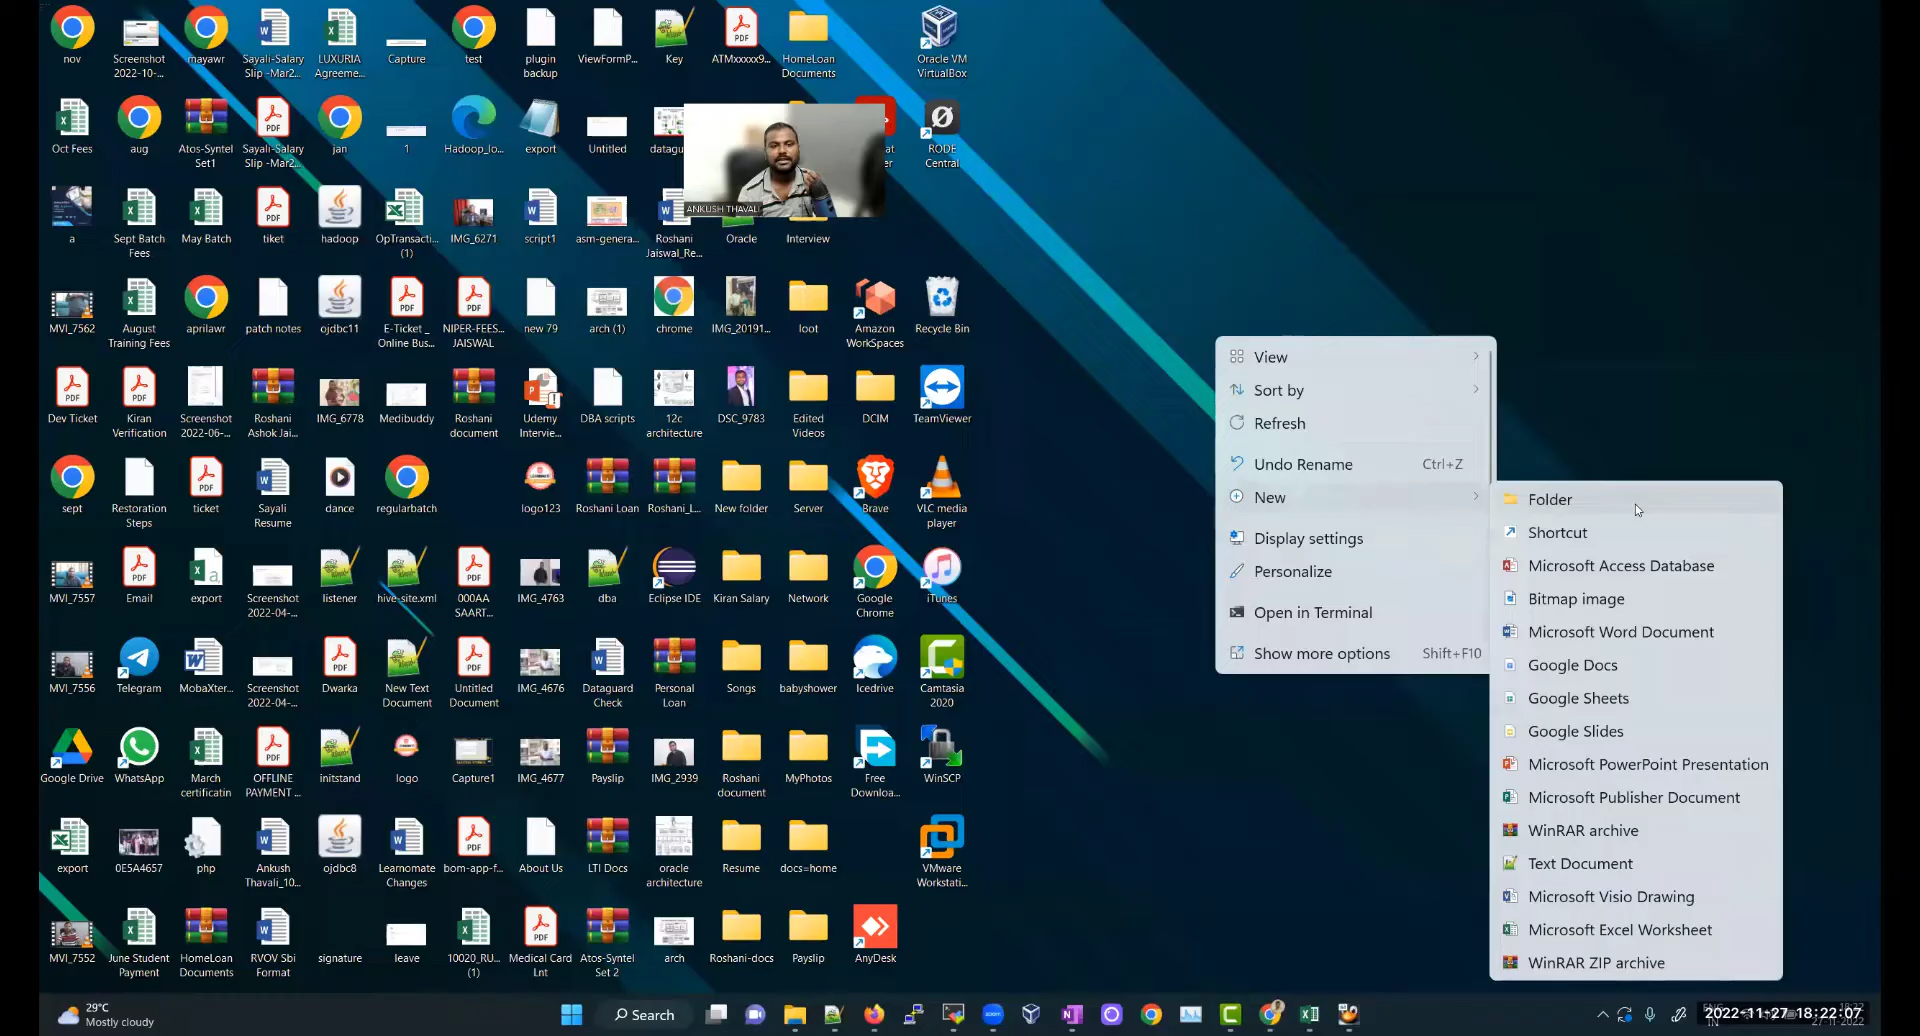 nov
Screenshot
2022-10-...
mayawr
Sayali-Salary
Slip -Mar2...
LUXURIA
Agreeme...
Capture
test
plugin
backup
ViewFormP...
Key
ATMxxxxx9...
HomeLoan
Documents
Oracle VM
VirtualBox
Oct Fees
aug
Atos-Syntel
Set1
Sayali-Salary
Slip -Mar2...
jan
1
Hadoop_lo...
export
Untitled
RODE
Central
ANKUSH THAVALI
a
Sept Batch
Fees
May Batch
tiket
hadoop
OpTransacti...
(1)
IMG_6271
script1
asm-genera...
Roshani
Jaiswal_Re...
Oracle
Interview
MVI_7562
August
Training Fees
aprilawr
patch notes
ojdbc11
E-Ticket _
Online Bus...
NIPER-FEES...
JAISWAL
new 79
arch (1)
chrome
IMG_20191...
loot
Amazon
WorkSpaces
Recycle Bin
Dev Ticket
Kiran
Verification
Screenshot
2022-06-...
Roshani
Ashok Jai...
IMG_6778
Medibuddy
Roshani
document
Udemy
Intervie...
DBA scripts
12c
architecture
DSC_9783
Edited
Videos
DCIM
TeamViewer
sept
Restoration
Steps
ticket
Sayali
Resume
dance
regularbatch
logo123
Roshani Loan
Roshani_L...
New folder
Server
Brave
VLC media
player
MVI_7557
Email
export
Screenshot
2022-04-...
listener
hive-site.xml
000AA
SAART...
IMG_4763
dba
Eclipse IDE
Kiran Salary
Network
Google
Chrome
iTunes
MVI_7556
Telegram
MobaXter...
Screenshot
2022-04-...
Dwarka
New Text
Document
Untitled
Document
IMG_4676
Dataguard
Check
Personal
Loan
Songs
babyshower
Icedrive
Camtasia
2020
Google Drive
WhatsApp
March
certificatin
OFFLINE
PAYMENT ...
initstand
logo
Capture1
IMG_4677
Payslip
IMG_2939
Roshani
document
MyPhotos
Free
Downloa...
WinSCP
export
0E5A4657
php
Ankush
Thavali_10...
ojdbc8
Learnomate
Changes
bom-app-f...
About Us
LTI Docs
oracle
architecture
Resume
docs=home
VMware
Workstati...
MVI_7552
June Student
Payment
HomeLoan
Documents
RVOV Sbi
Format
signature
leave
10020_RU...
(1)
Medical Card
Lnt
Atos-Syntel
Set 2
arch
Roshani-docs
Payslip
AnyDesk
View
Sort by
Refresh
Undo Rename Ctrl+Z
New
Display settings
Personalize
Open in Terminal
Show more options Shift+F10
Folder
Shortcut
Microsoft Access Database
Bitmap image
Microsoft Word Document
Google Docs
Google Sheets
Google Slides
Microsoft PowerPoint Presentation
Microsoft Publisher Document
WinRAR archive
Text Document
Microsoft Visio Drawing
Microsoft Excel Worksheet
WinRAR ZIP archive
29°C
Mostly cloudy
Search
2022-11-27 18:22:07